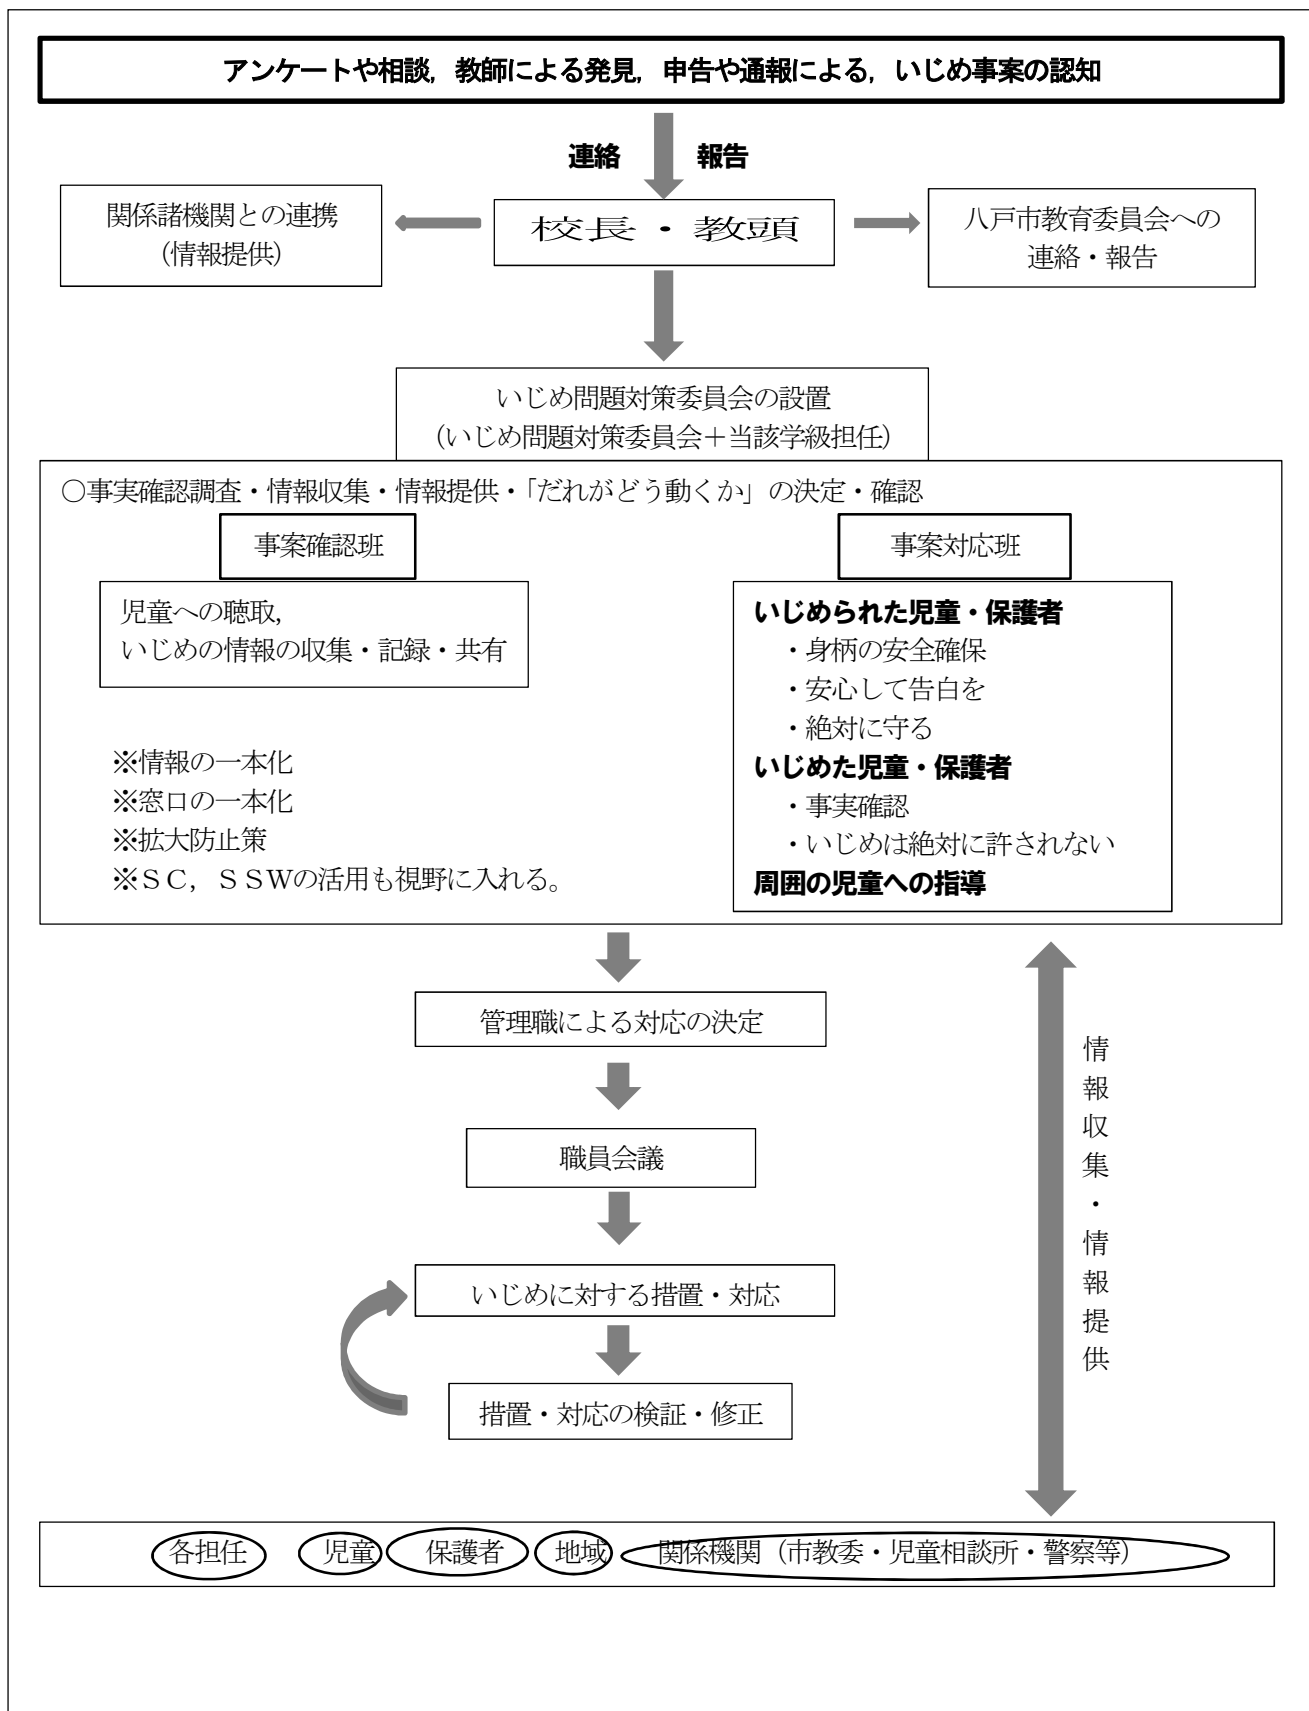 アンケートや相談，教師による発見，申告や通報による，いじめ事案の認知
連絡　報告
関係諸機関との連携
（情報提供）
校長・教頭
八戸市教育委員会への
連絡・報告
いじめ問題対策委員会の設置
（いじめ問題対策委員会＋当該学級担任）
○事実確認調査・情報収集・情報提供・「だれがどう動くか」の決定・確認
事案確認班
児童への聴取，
いじめの情報の収集・記録・共有
※情報の一本化
※窓口の一本化
※拡大防止策
※ＳＣ，ＳＳＷの活用も視野に入れる。
事案対応班
いじめられた児童・保護者
・身柄の安全確保
・安心して告白を
・絶対に守る
いじめた児童・保護者
・事実確認
・いじめは絶対に許されない
周囲の児童への指導
管理職による対応の決定
職員会議
いじめに対する措置・対応
措置・対応の検証・修正
情報収集・情報提供
各担任　児童　保護者　地域　関係機関（市教委・児童相談所・警察等）